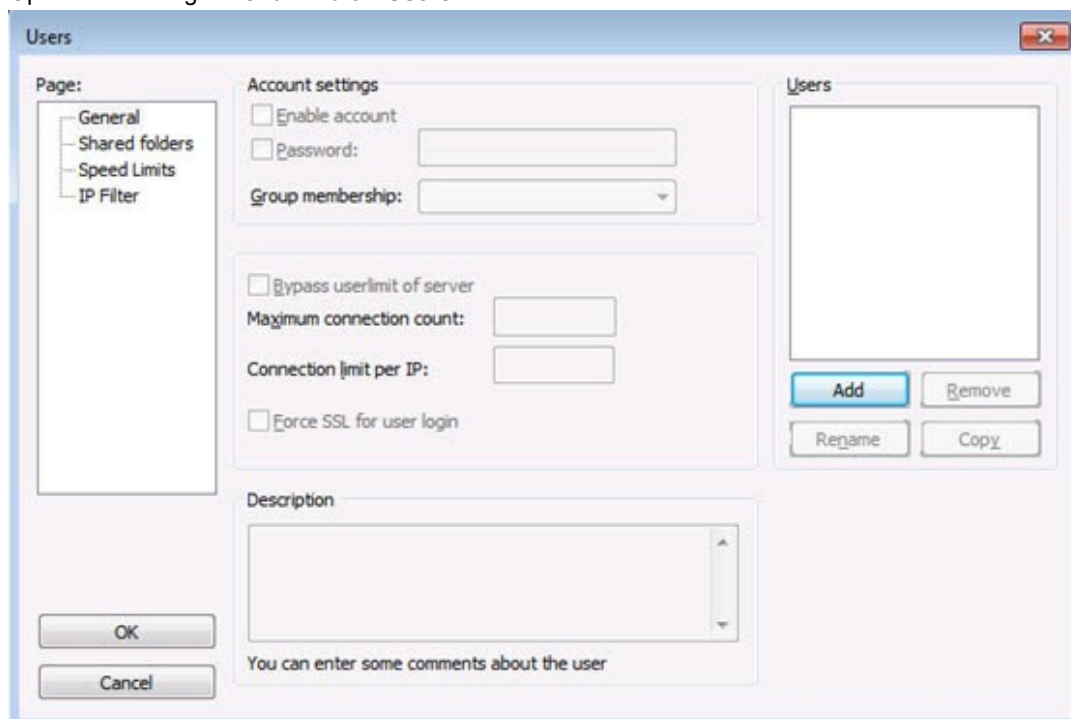 Users
Page:
General
Shared folders
Speed Limits
IP Filter
OK
Cancel
Account settings
Enable account
Password:
Group membership:
Bypass userlimit of server
Maximum connection count:
Connection limit per IP:
Force SSL for user login
Description
You can enter some comments about the user
Users
Add
Remove
Rename
Copy